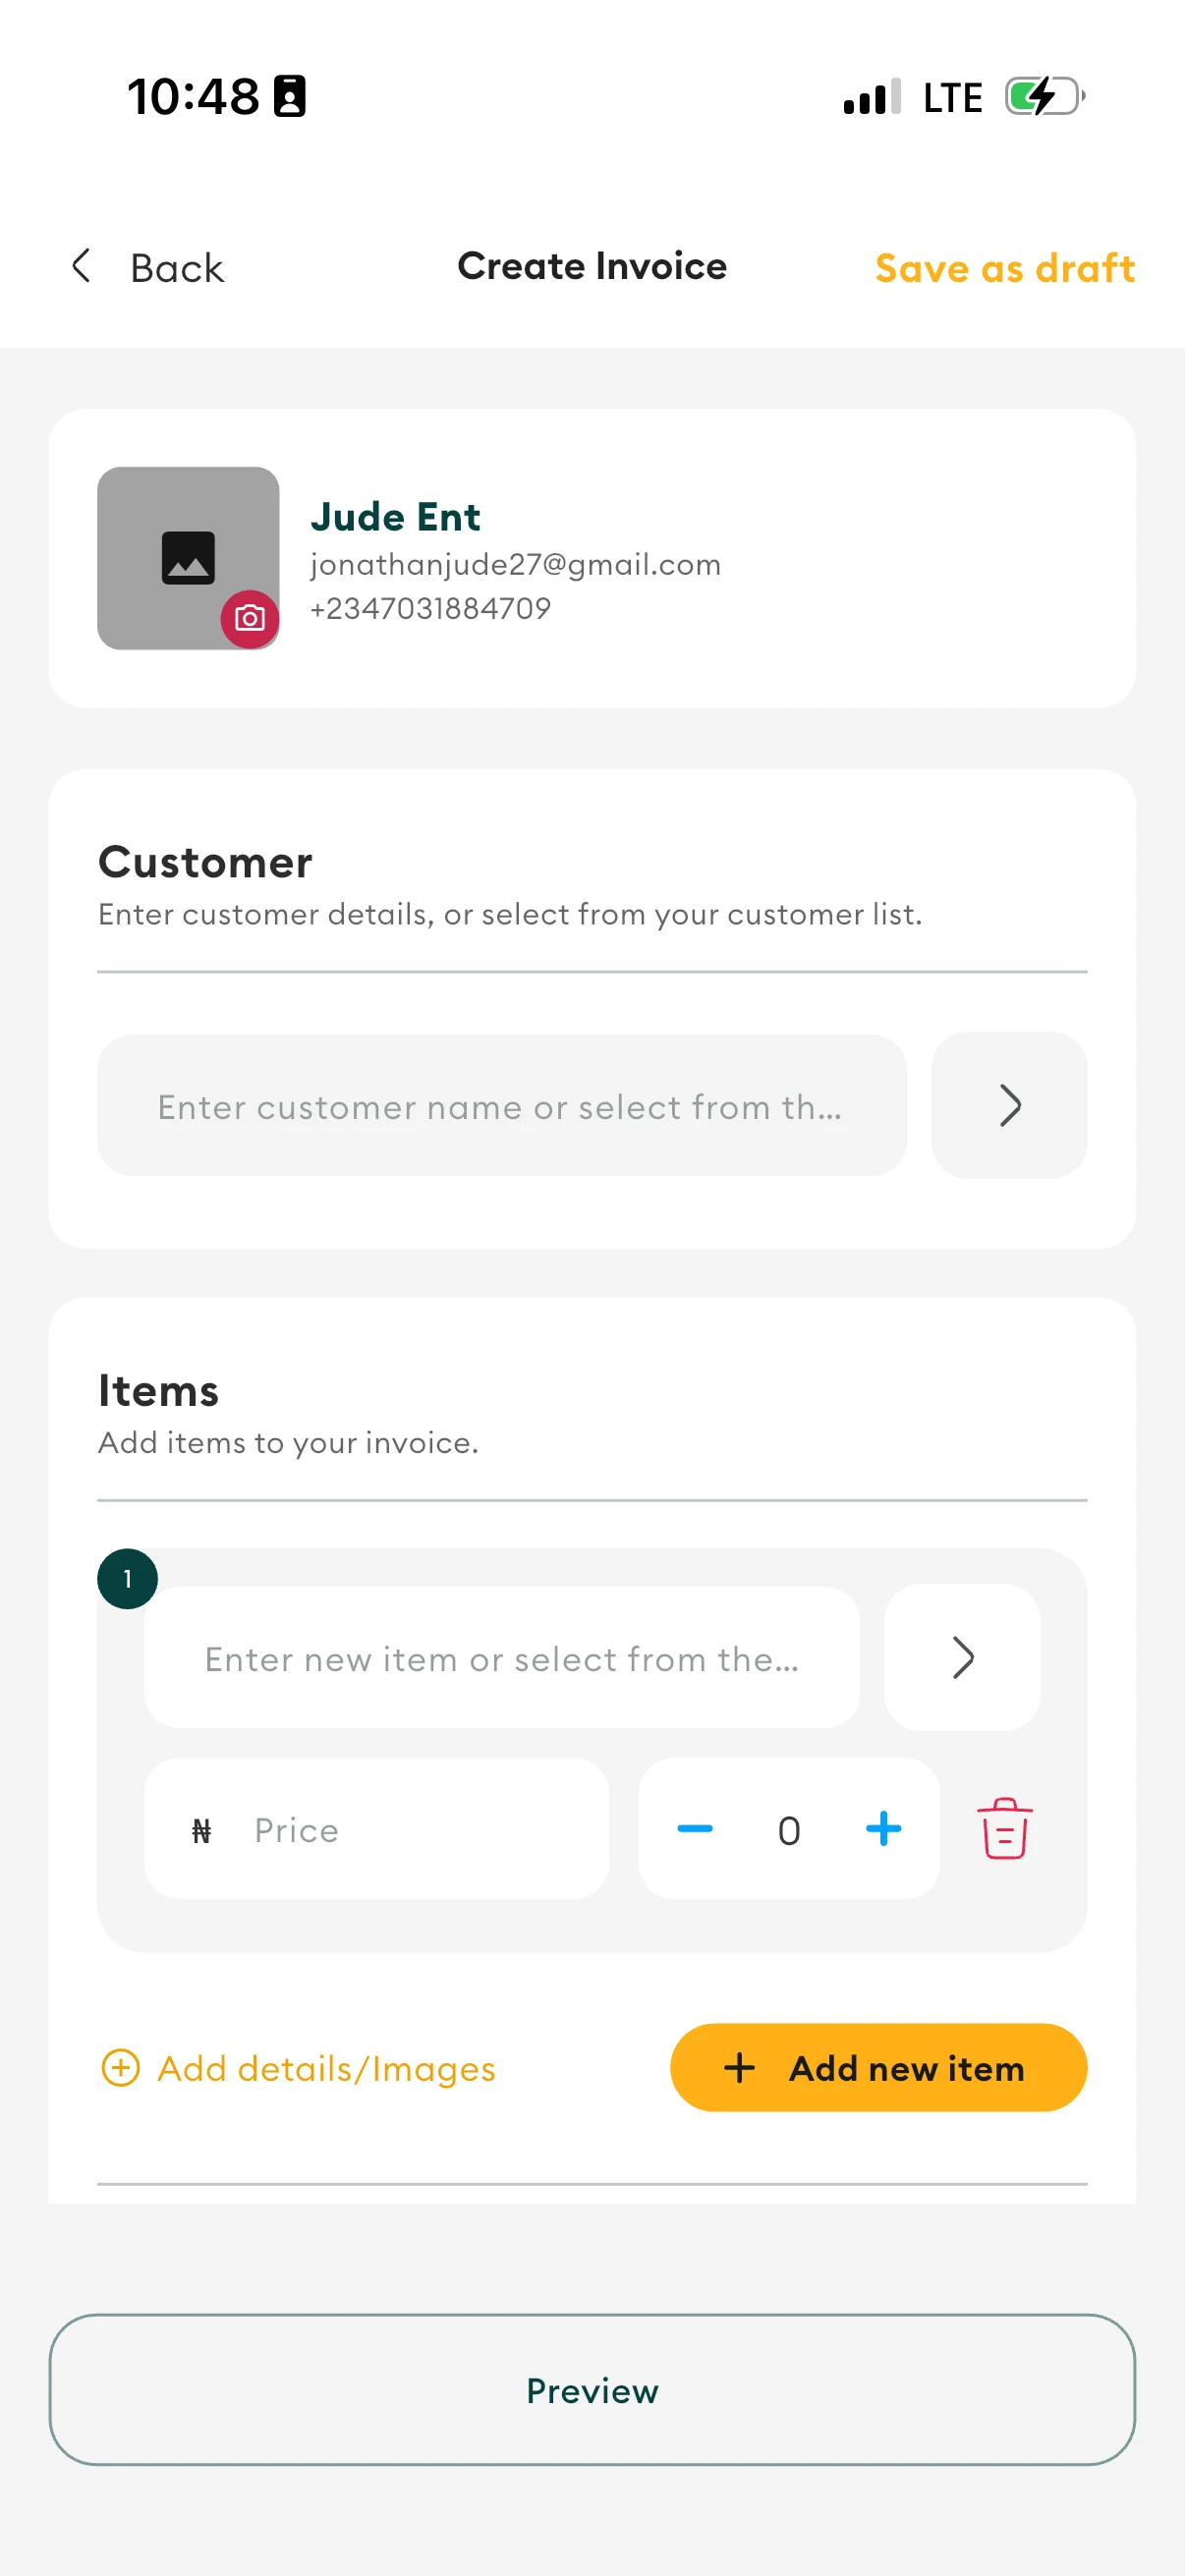 10:48
LTE
Back
Create Invoice
Save as draft
Jude Ent
jonathanjude27@gmail.com
+2347031884709
Customer
Enter customer details, or select from your customer list.
Enter customer name or select from th...
Items
Add items to your invoice.
1
Enter new item or select from the...
₦ Price
0
Add details/Images
Add new item
Preview